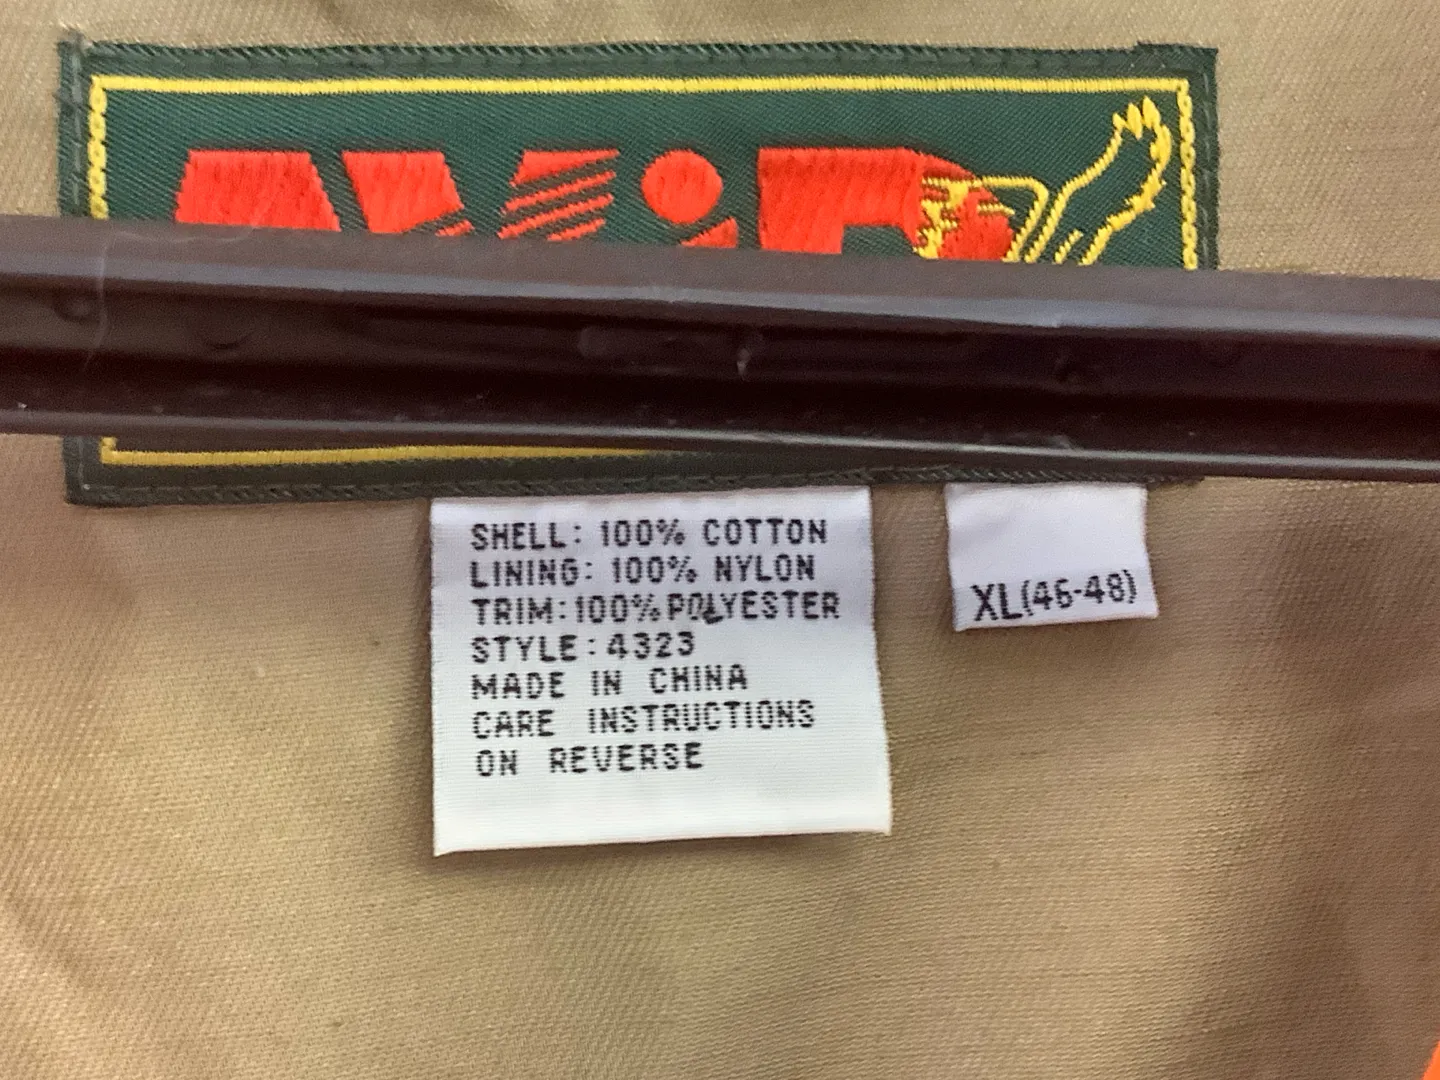 SHELL: 100% COTTON
LINING: 100% NYLON
TRIM: 100% POLYESTER
STYLE: 4323
MADE IN CHINA
CARE INSTRUCTIONS
ON REVERSE
XL(46-48)